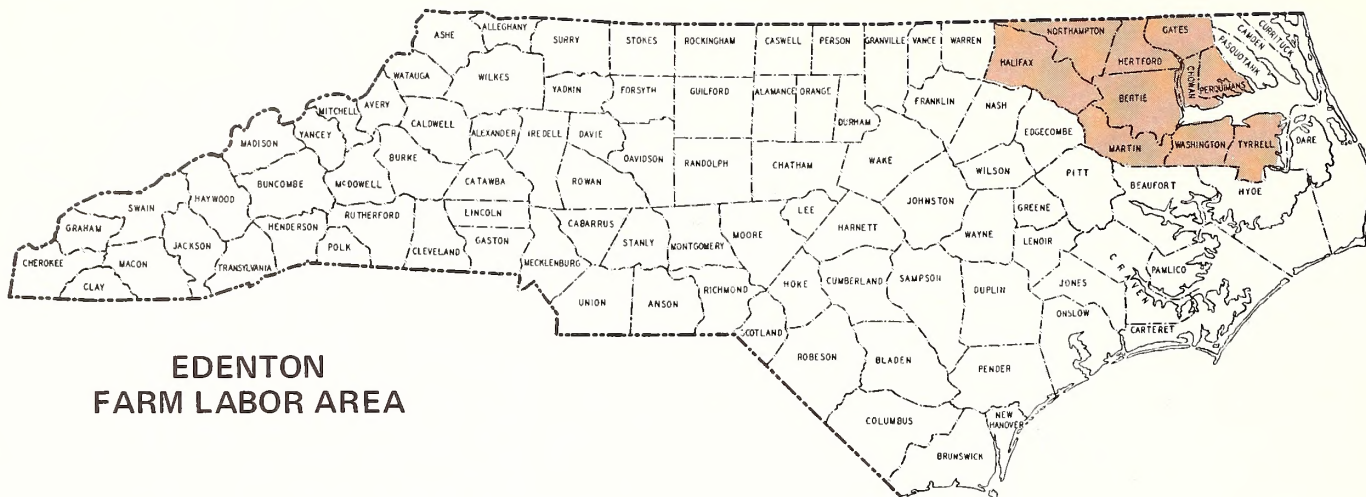 ASHE
ALLEGHANY
SURRY
STOKES
ROCKINGHAM
CASWELL
PERSON
GRANVILLE
VANCE
WARREN
NORTHAMPTON
GATES
CURRITUCK
CAMDEN
PASQUOTANK
HALIFAX
HERTFORD
CHOWAN
PERQUIMANS
WATAUGA
WILKES
YADKIN
FORSYTH
GUILFORD
ALAMANCE
ORANGE
FRANKLIN
NASH
BERTIE
MITCHELL
AVERY
CALDWELL
ALEXANDER
IREDELL
DAVIE
DURHAM
EDGECOMBE
MADISON
YANCEY
BURKE
DAVIDSON
RANDOLPH
CHATHAM
WAKE
WILSON
MARTIN
WASHINGTON
TYRRELL
DARE
HAYWOOD
BUNCOMBE
McDOWELL
CATAWBA
ROWAN
PITT
BEAUFORT
HYDE
SWAIN
RUTHERFORD
LINCOLN
CABARRUS
LEE
JOHNSTON
GREENE
GRAHAM
JACKSON
HENDERSON
POLK
CLEVELAND
GASTON
STANLY
MONTGOMERY
MOORE
HARNETT
WAYNE
LENOIR
CHEROKEE
MACON
TRANSYLVANIA
MECKLENBURG
CLAY
UNION
ANSON
RICHMOND
HOKE
CUMBERLAND
SAMPSON
DUPLIN
JONES
CRAVEN
PAMLICO
SCOTLAND
ONSLOW
CARTERET
ROBESON
BLADEN
PENDER
COLUMBUS
NEW
HANOVER
BRUNSWICK
EDENTON
FARM LABOR AREA